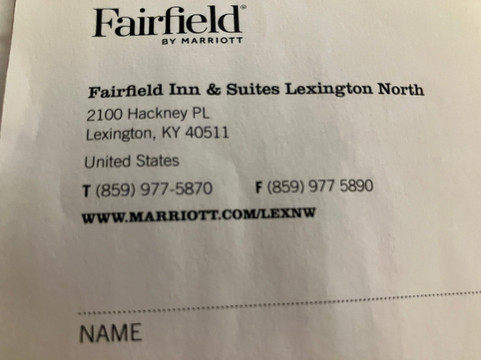 Fairfield®
BY MARRIOTT
Fairfield Inn & Suites Lexington North
2100 Hackney PL
Lexington, KY 40511
United States
T (859) 977-5870 F (859) 977 5890
WWW.MARRIOTT.COM/LEXNW
NAME